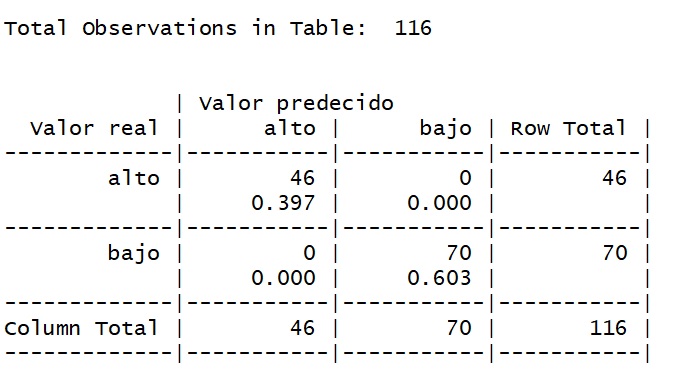 Total Observations in Table:  116
             | Valor predecido
  Valor real |      alto |      bajo | Row Total |
-------------|-----------|-----------|-----------|
        alto |        46 |         0 |        46 |
             |     0.397 |     0.000 |           |
-------------|-----------|-----------|-----------|
        bajo |         0 |        70 |        70 |
             |     0.000 |     0.603 |           |
-------------|-----------|-----------|-----------|
Column Total |        46 |        70 |       116 |
-------------|-----------|-----------|-----------|